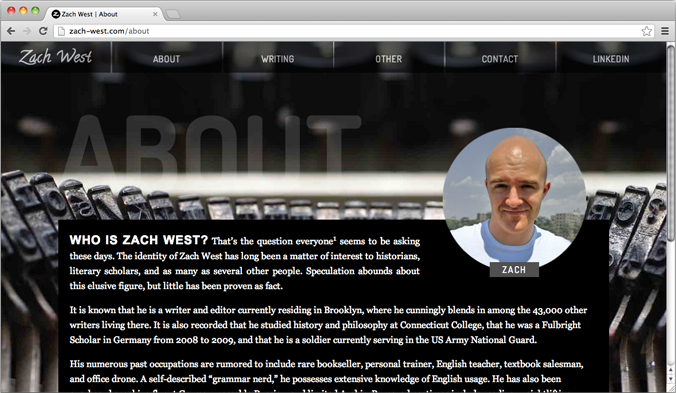 Zach West | About
zach-west.com/about
Zach West
ABOUT
WRITING
OTHER
CONTACT
LINKEDIN
ABOUT
ZACH
WHO IS ZACH WEST? That's the question everyone¹ seems to be asking
these days. The identity of Zach West has long been a matter of interest to historians,
literary scholars, and as many as several other people. Speculation abounds about
this elusive figure, but little has been proven as fact.
It is known that he is a writer and editor currently residing in Brooklyn, where he cunningly blends in among the 43,000 other
writers living there. It is also recorded that he studied history and philosophy at Connecticut College, that he was a Fulbright
Scholar in Germany from 2008 to 2009, and that he is a soldier currently serving in the US Army National Guard.
His numerous past occupations are rumored to include rare bookseller, personal trainer, English teacher, textbook salesman,
and office drone. A self-described "grammar nerd," he possesses extensive knowledge of English usage. He has also been